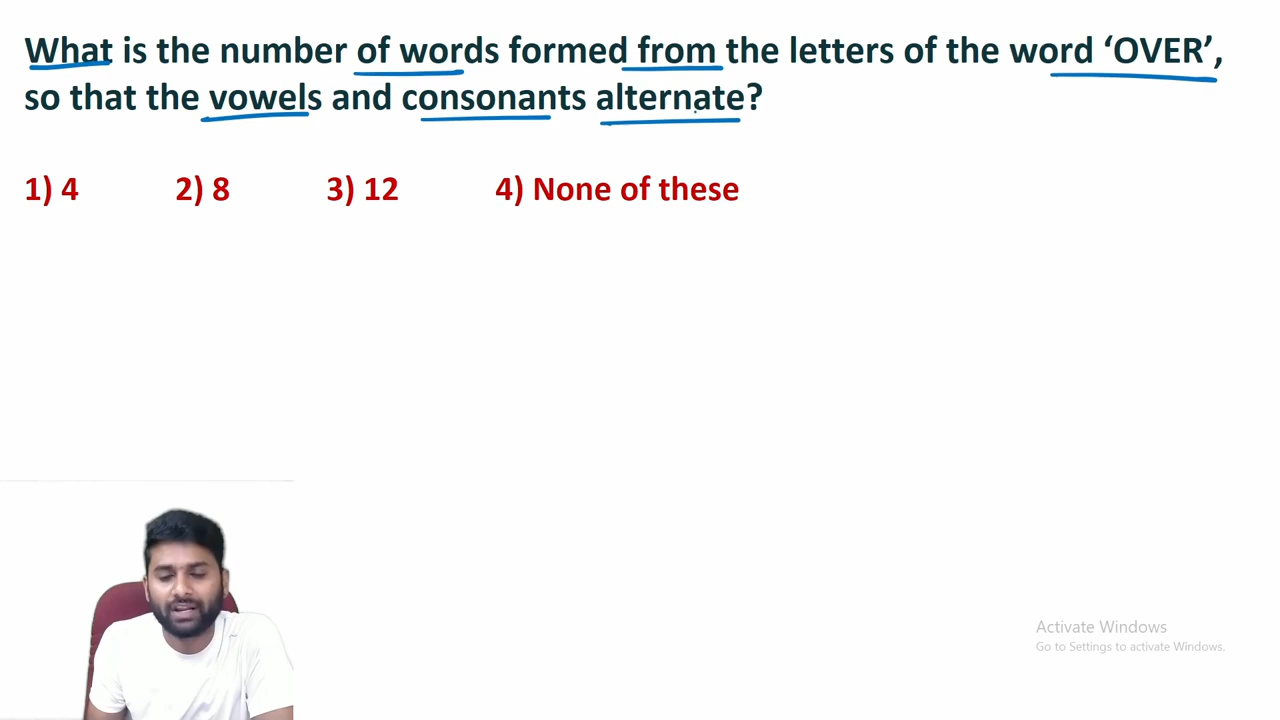 What is the number of words formed from the letters of the word ‘OVER’,
so that the vowels and consonants alternate?
1) 4 2) 8 3) 12 4) None of these
Activate Windows
Go to Settings to activate Windows.